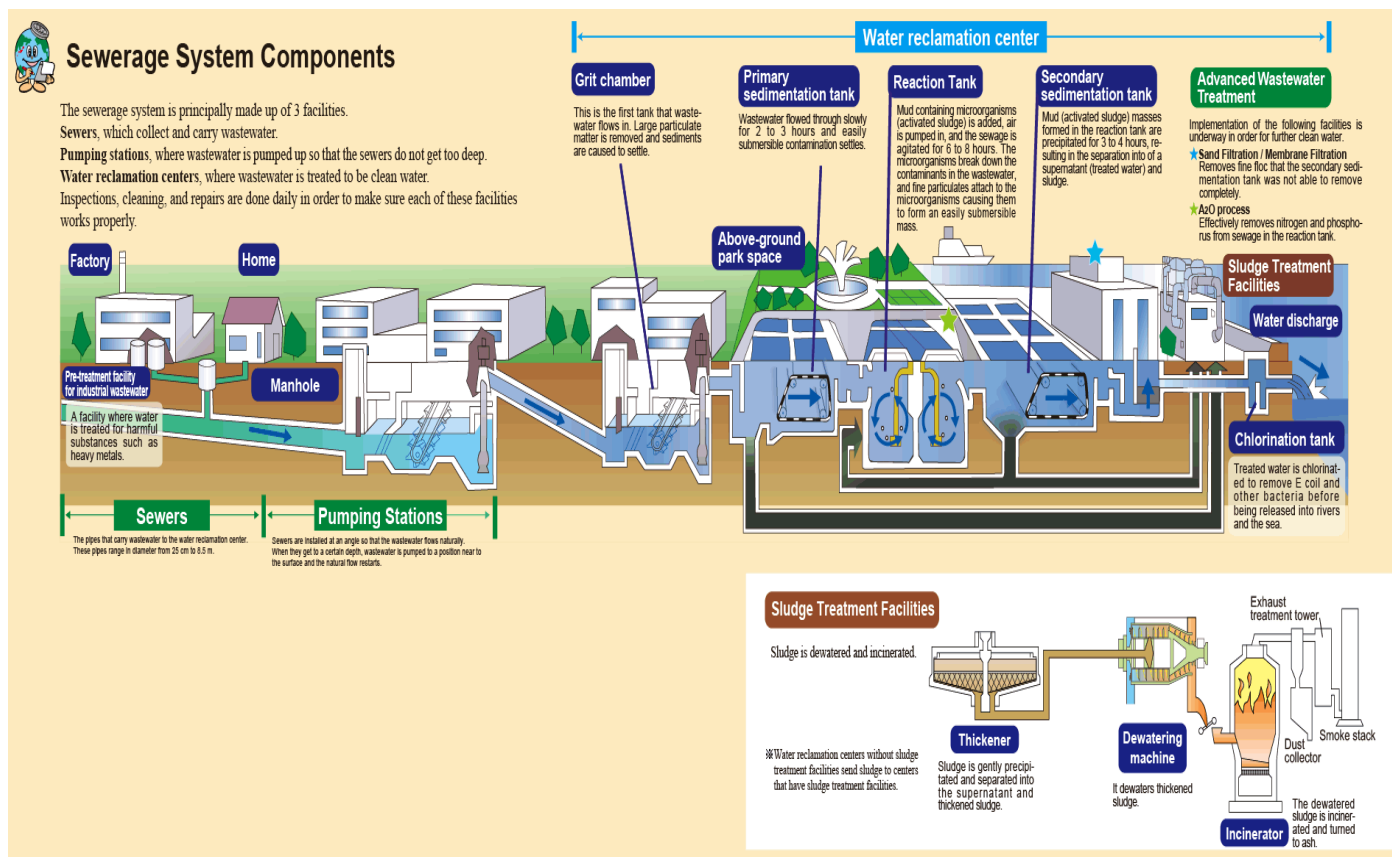 Sewerage System Components
The sewerage system is principally made up of 3 facilities.
Sewers, which collect and carry wastewater.
Pumping stations, where wastewater is pumped up so that the sewers do not get too deep.
Water reclamation centers, where wastewater is treated to be clean water.
Inspections, cleaning, and repairs are done daily in order to make sure each of these facilities
works properly.
Water reclamation center
Grit chamber
This is the first tank that waste-
water flows in. Large particulate
matter is removed and sediments
are caused to settle.
Primary
sedimentation tank
Wastewater flowed through slowly
for 2 to 3 hours and easily
submersible contamination settles.
Reaction Tank
Mud containing microorganisms
(activated sludge) is added, air
is pumped in, and the sewage is
agitated for 6 to 8 hours. The
microorganisms break down the
contaminants in the wastewater,
and fine particulates attach to the
microorganisms causing them
to form an easily submersible
mass.
Secondary
sedimentation tank
Mud (activated sludge) masses
formed in the reaction tank are
precipitated for 3 to 4 hours, re-
sulting in the separation into of a
supernatant (treated water) and
sludge.
Advanced Wastewater
Treatment
Implementation of the following facilities is
underway in order for further clean water.
★Sand Filtration / Membrane Filtration
Removes fine floc that the secondary sedi-
mentation tank was not able to remove
completely.
★A2O process
Effectively removes nitrogen and phospho-
rus from sewage in the reaction tank.
Factory
Home
Above-ground
park space
Sludge Treatment
Facilities
Water discharge
Pre-treatment facility
for industrial wastewater
A facility where water
is treated for harmful
substances such as
heavy metals.
Manhole
Chlorination tank
Treated water is chlorinat-
ed to remove E coil and
other bacteria before
being released into rivers
and the sea.
Sewers
The pipes that carry wastewater to the water reclamation center.
These pipes range in diameter from 25 cm to 8.5 m.
Pumping Stations
Sewers are installed at an angle so that the wastewater flows naturally.
When they get to a certain depth, wastewater is pumped to a position near to
the surface and the natural flow restarts.
Sludge Treatment Facilities
Sludge is dewatered and incinerated.
※Water reclamation centers without sludge
treatment facilities send sludge to centers
that have sludge treatment facilities.
Thickener
Sludge is gently precipi-
tated and separated into
the supernatant and
thickened sludge.
Dewatering
machine
It dewaters thickened
sludge.
Exhaust
treatment tower
Dust
collector
Smoke stack
Incinerator
The dewatered
sludge is inciner-
ated and turned
to ash.